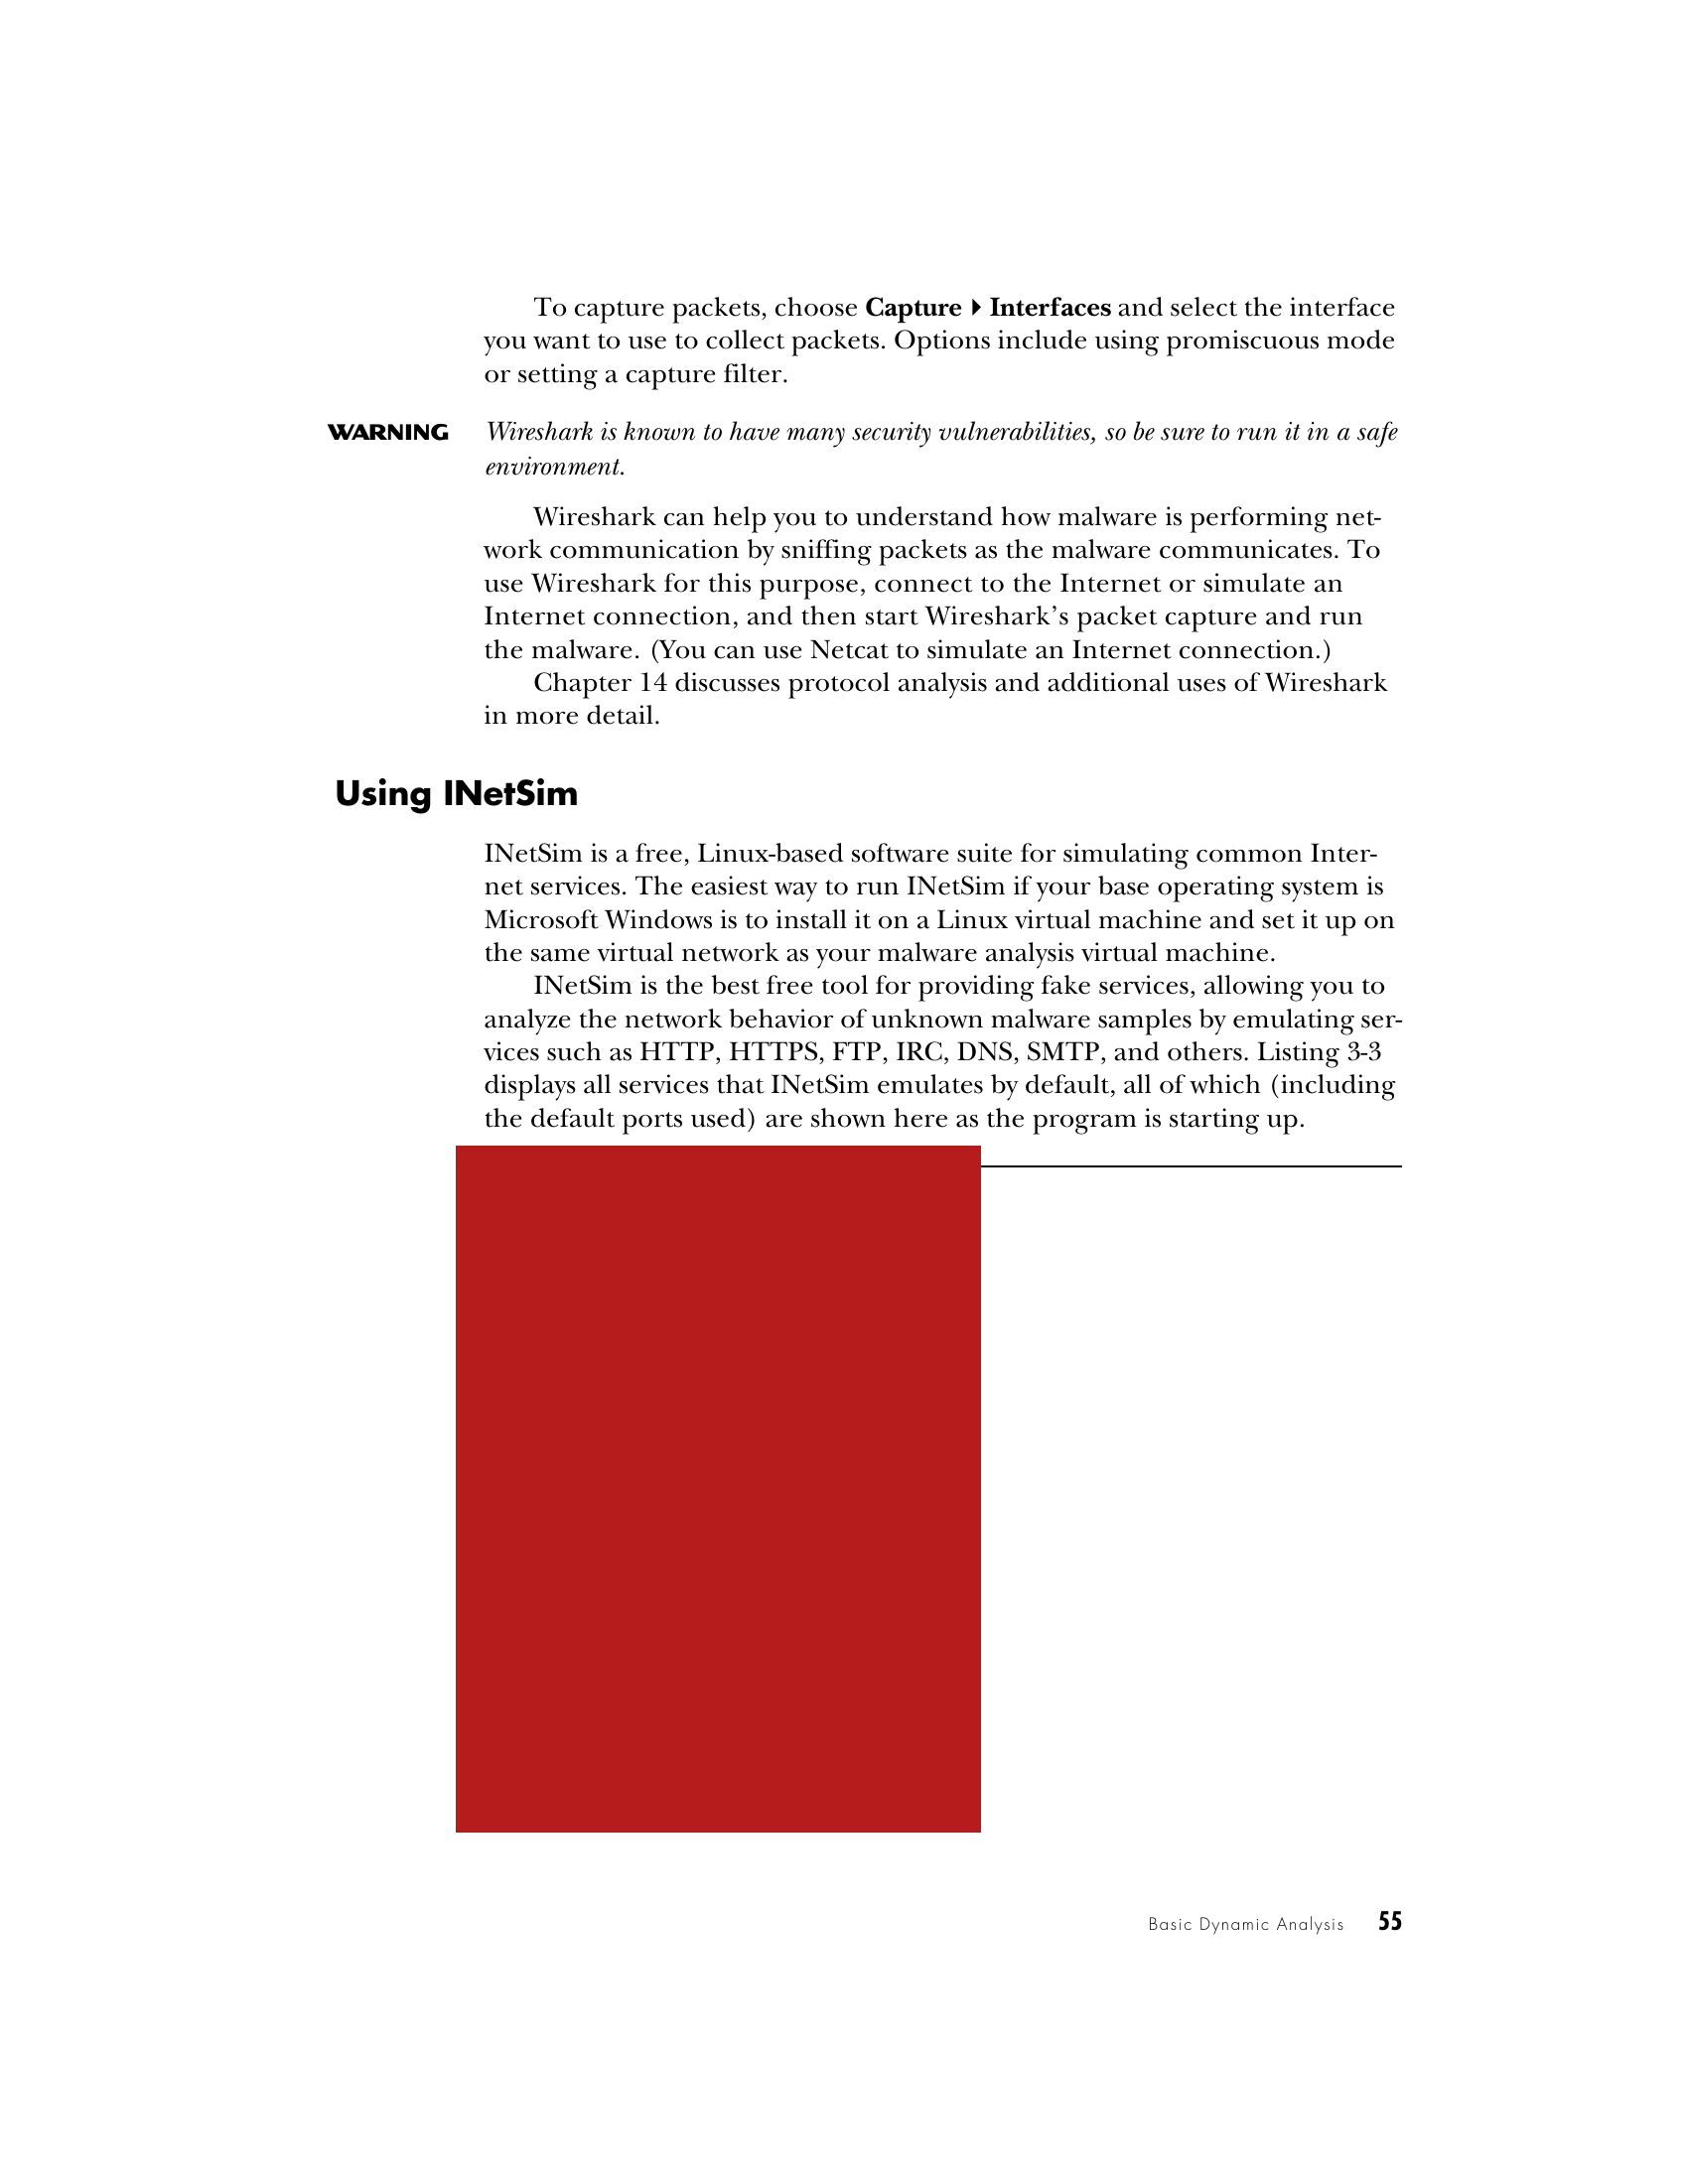 To capture packets, choose Capture ▸ Interfaces and select the interface
you want to use to collect packets. Options include using promiscuous mode
or setting a capture filter.
WARNING Wireshark is known to have many security vulnerabilities, so be sure to run it in a safe
environment.
Wireshark can help you to understand how malware is performing net-
work communication by sniffing packets as the malware communicates. To
use Wireshark for this purpose, connect to the Internet or simulate an
Internet connection, and then start Wireshark’s packet capture and run
the malware. (You can use Netcat to simulate an Internet connection.)
Chapter 14 discusses protocol analysis and additional uses of Wireshark
in more detail.
Using INetSim
INetSim is a free, Linux-based software suite for simulating common Inter-
net services. The easiest way to run INetSim if your base operating system is
Microsoft Windows is to install it on a Linux virtual machine and set it up on
the same virtual network as your malware analysis virtual machine.
INetSim is the best free tool for providing fake services, allowing you to
analyze the network behavior of unknown malware samples by emulating ser-
vices such as HTTP, HTTPS, FTP, IRC, DNS, SMTP, and others. Listing 3-3
displays all services that INetSim emulates by default, all of which (including
the default ports used) are shown here as the program is starting up.
Basic Dynamic Analysis 55